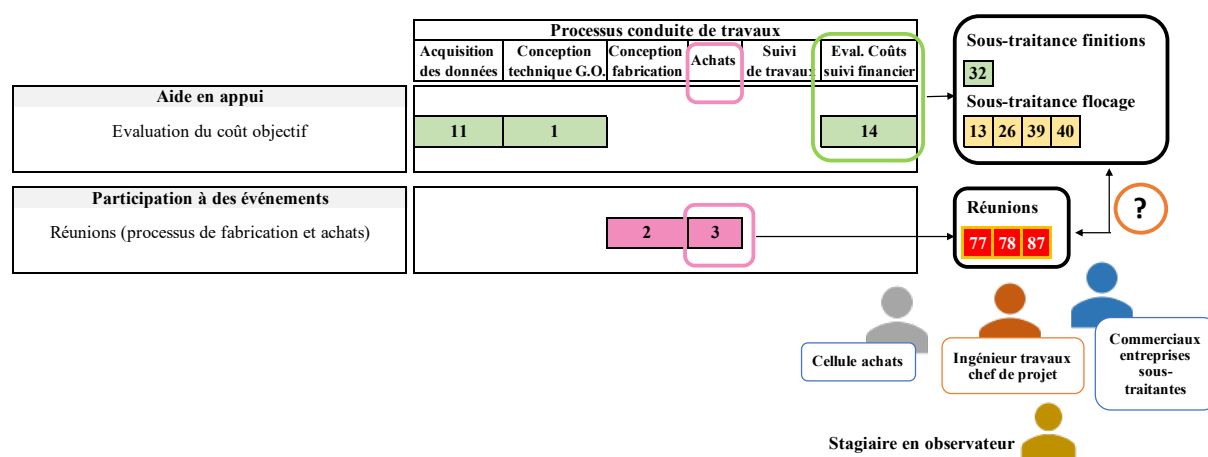 Processus conduite de travaux
Acquisition des données
Conception technique G.O.
Conception fabrication
Achats
Suivi de travaux
Eval. Coûts suivi financier
Aide en appui
Evaluation du coût objectif
11 1 14
Sous-traitance finitions
32
Sous-traitance flocage
13 26 39 40
Participation à des événements
Réunions (processus de fabrication et achats)
2 3
Réunions
77 78 87
?
Cellule achats
Ingénieur travaux
chef de projet
Commerciaux
entreprises
sous-
traitantes
Stagiaire en observateur